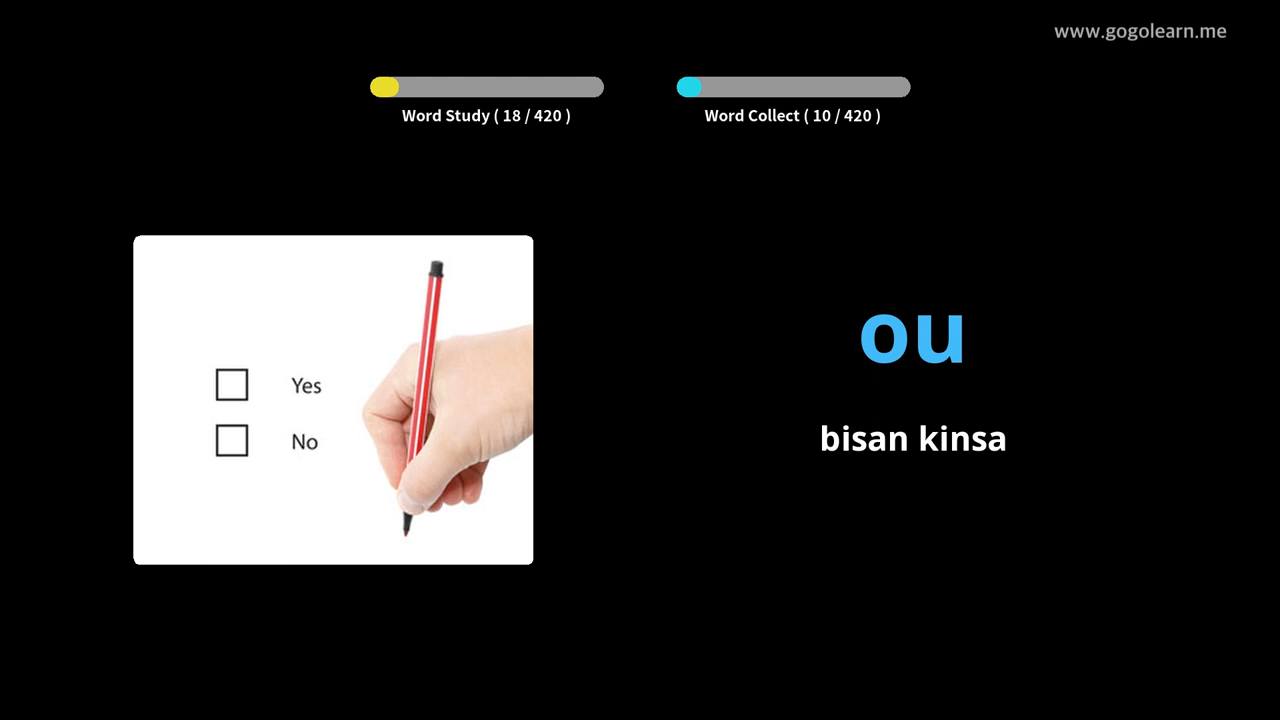 www.gogolearn.me
Word Study ( 18 / 420 )
Word Collect ( 10 / 420 )
Yes
No
ou
bisan kinsa